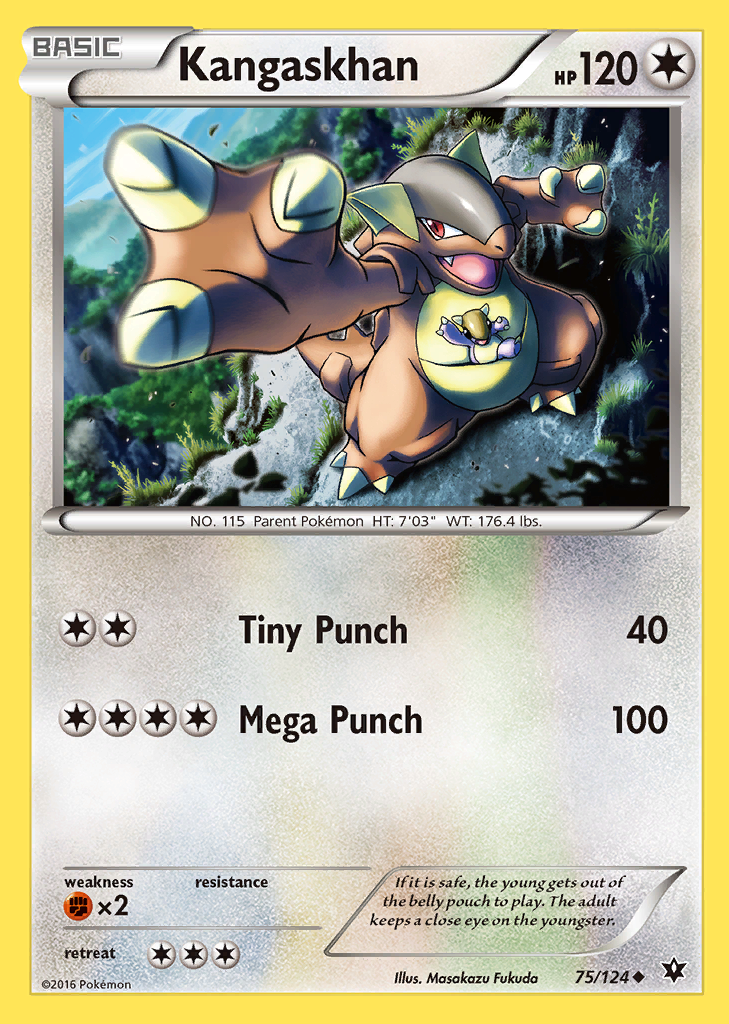 BASIC
Kangaskhan
HP120
NO. 115 Parent Pokémon HT: 7'03" WT: 176.4 lbs.
Tiny Punch 40
Mega Punch 100
weakness resistance
×2
If it is safe, the young gets out of
the belly pouch to play. The adult
keeps a close eye on the youngster.
retreat
©2016 Pokémon
Illus. Masakazu Fukuda
75/124